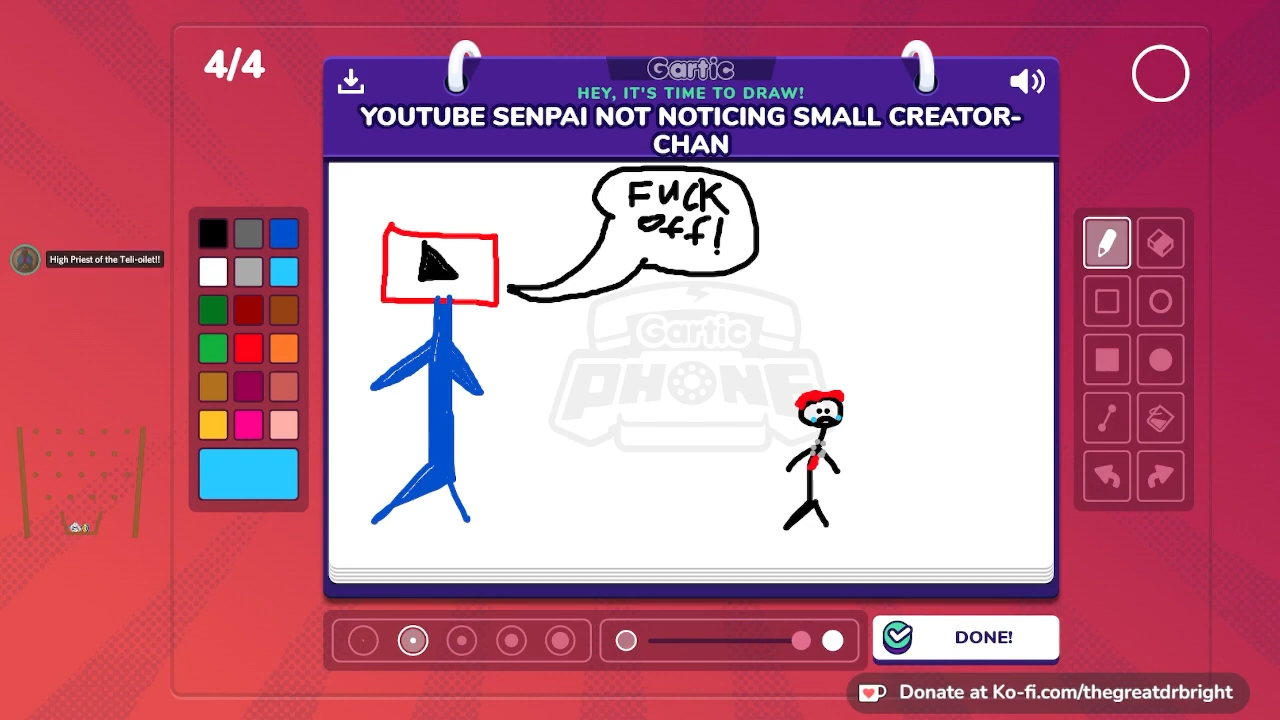 4/4
Gartic
HEY, IT'S TIME TO DRAW!
YOUTUBE SENPAI NOT NOTICING SMALL CREATOR-
CHAN
FUCK
off!
High Priest of the Teli-oilet!!
Gartic
PHONE
DONE!
Donate at Ko-fi.com/thegreatdrbright